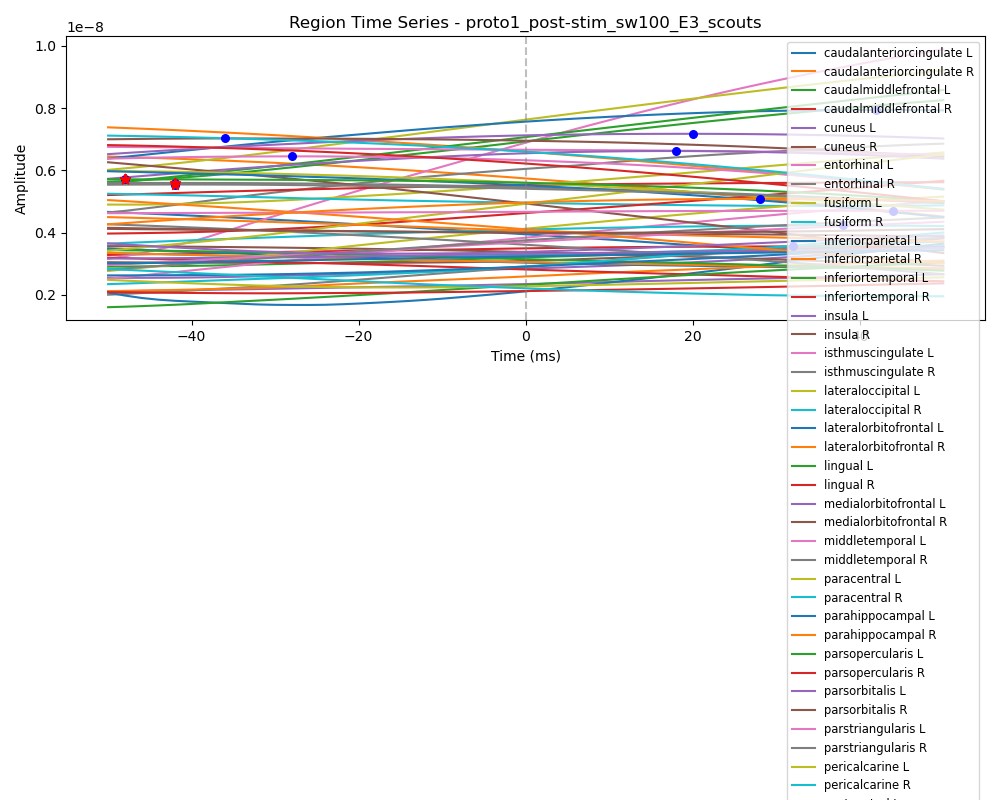 Region Time Series - proto1_post-stim_sw100_E3_scouts
1e−8
1.0
0.8
0.6
0.4
0.2
Amplitude
−40
−20
0
20
40
Time (ms)
caudalanteriorcingulate L
caudalanteriorcingulate R
caudalmiddlefrontal L
caudalmiddlefrontal R
cuneus L
cuneus R
entorhinal L
entorhinal R
fusiform L
fusiform R
inferiorparietal L
inferiorparietal R
inferiortemporal L
inferiortemporal R
insula L
insula R
isthmuscingulate L
isthmuscingulate R
lateraloccipital L
lateraloccipital R
lateralorbitofrontal L
lateralorbitofrontal R
lingual L
lingual R
medialorbitofrontal L
medialorbitofrontal R
middletemporal L
middletemporal R
paracentral L
paracentral R
parahippocampal L
parahippocampal R
parsopercularis L
parsopercularis R
parsorbitalis L
parsorbitalis R
parstriangularis L
parstriangularis R
pericalcarine L
pericalcarine R